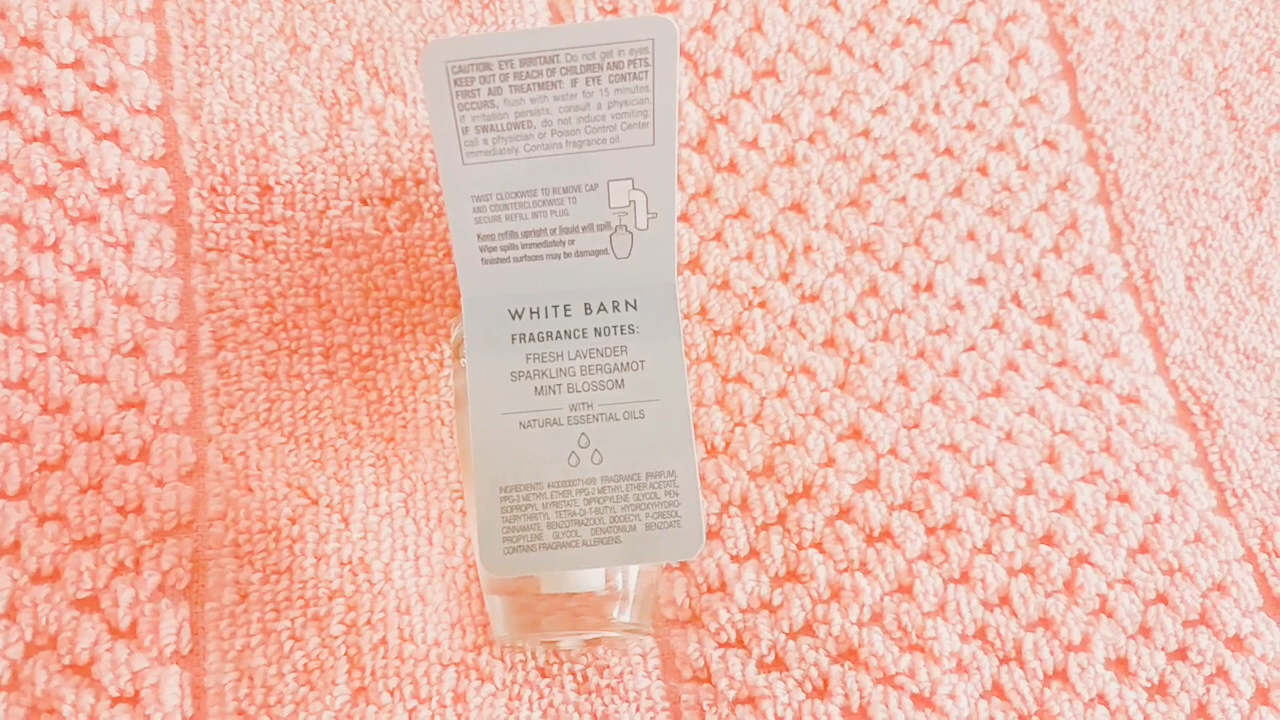 CAUTION: EYE IRRITANT. Do not get in eyes.
KEEP OUT OF REACH OF CHILDREN AND PETS.
FIRST AID TREATMENT: IF EYE CONTACT
OCCURS, flush with water for 15 minutes.
If irritation persists, consult a physician.
IF SWALLOWED, do not induce vomiting;
call a physician or Poison Control Center
immediately. Contains fragrance oil.
TWIST CLOCKWISE TO REMOVE CAP
AND COUNTERCLOCKWISE TO
SECURE REFILL INTO PLUG.
Keep refills upright or liquid will spill.
Wipe spills immediately or
finished surfaces may be damaged.
WHITE BARN
FRAGRANCE NOTES:
FRESH LAVENDER
SPARKLING BERGAMOT
MINT BLOSSOM
WITH
NATURAL ESSENTIAL OILS
INGREDIENTS FRAGRANCE (PARFUM),
PPG-3 METHYL ETHER, PPG-2 METHYL ETHER ACETATE,
ISOPROPYL MYRISTATE, DIPROPYLENE GLYCOL, PEN-
TAERYTHRITYL TETRA-DI-T-BUTYL HYDROXYHYDRO-
CINNAMATE, BENZOTRIAZOLYL DODECYL P-CRESOL,
PROPYLENE GLYCOL, DENATONIUM BENZOATE.
CONTAINS FRAGRANCE ALLERGENS.